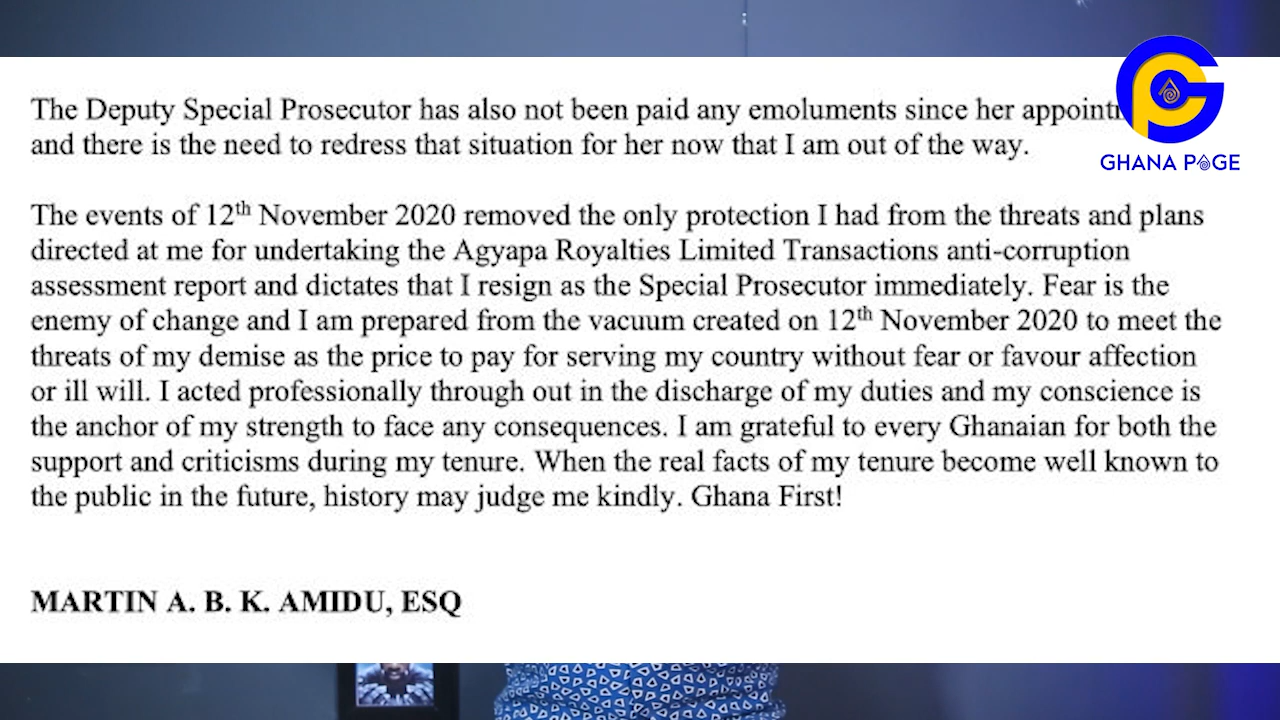 The Deputy Special Prosecutor has also not been paid any emoluments since her
and there is the need to redress that situation for her now that I am out of the way.
GHANA PAGE
The events of 12th November 2020 removed the only protection I had from the threats and plans
directed at me for undertaking the Agyapa Royalties Limited Transactions anti-corruption
assessment report and dictates that I resign as the Special Prosecutor immediately. Fear is the
enemy of change and I am prepared from the vacuum created on 12th November 2020 to meet the
threats of my demise as the price to pay for serving my country without fear or favour affection
or ill will. I acted professionally through out in the discharge of my duties and my conscience is
the anchor of my strength to face any consequences. I am grateful to every Ghanaian for both the
support and criticisms during my tenure. When the real facts of my tenure become well known to
the public in the future, history may judge me kindly. Ghana First!
MARTIN A. B. K. AMIDU, ESQ